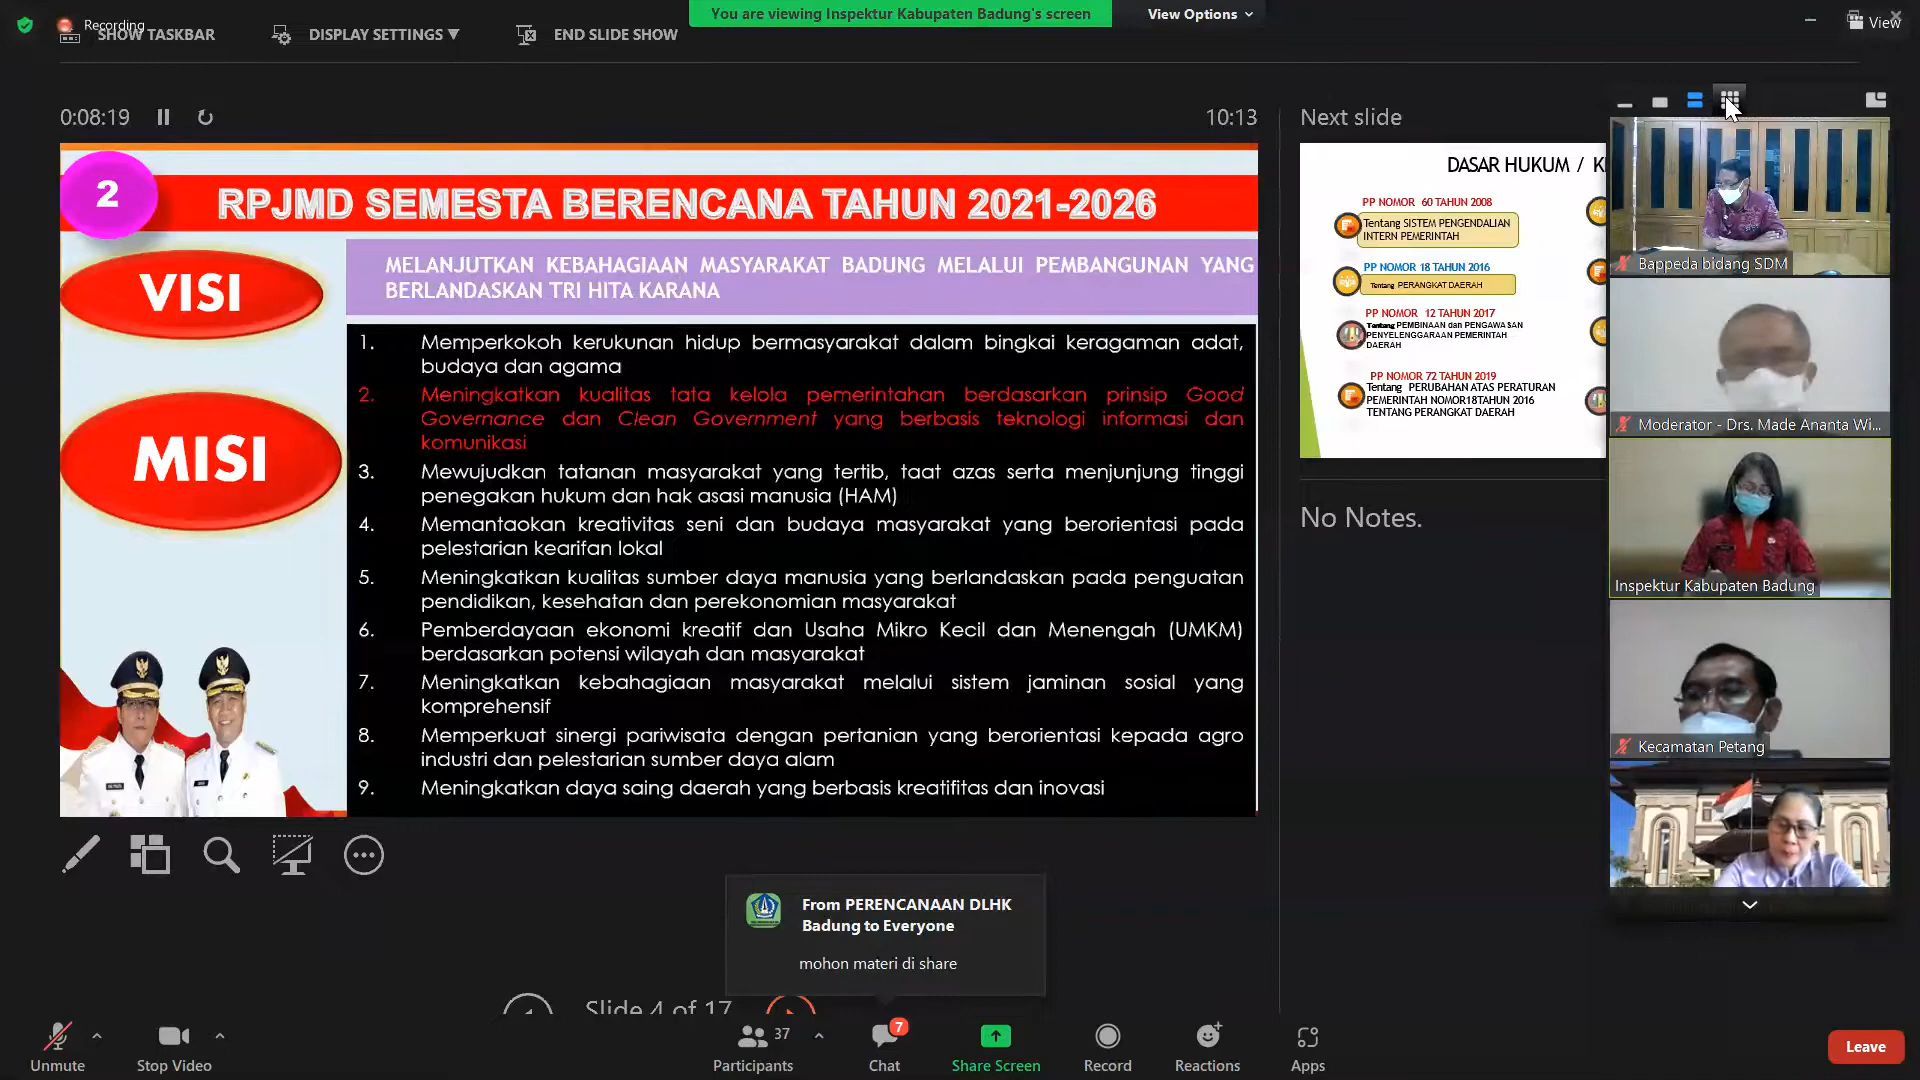 Recording
You are viewing Inspektur Kabupaten Badung's screen
View Options
View
SHOW TASKBAR
DISPLAY SETTINGS ▼
END SLIDE SHOW
0:08:19
10:13
Next slide
2
RPJMD SEMESTA BERENCANA TAHUN 2021-2026
VISI
MELANJUTKAN KEBAHAGIAAN MASYARAKAT BADUNG MELALUI PEMBANGUNAN YANG
BERLANDASKAN TRI HITA KARANA
MISI
1. Memperkokoh kerukunan hidup bermasyarakat dalam bingkai keragaman adat,
budaya dan agama
2. Meningkatkan kualitas tata kelola pemerintahan berdasarkan prinsip Good
Governance dan Clean Government yang berbasis teknologi informasi dan
komunikasi
3. Mewujudkan tatanan masyarakat yang tertib, taat azas serta menjunjung tinggi
penegakan hukum dan hak asasi manusia (HAM)
4. Memantaokan kreativitas seni dan budaya masyarakat yang berorientasi pada
pelestarian kearifan lokal
5. Meningkatkan kualitas sumber daya manusia yang berlandaskan pada penguatan
pendidikan, kesehatan dan perekonomian masyarakat
6. Pemberdayaan ekonomi kreatif dan Usaha Mikro Kecil dan Menengah (UMKM)
berdasarkan potensi wilayah dan masyarakat
7. Meningkatkan kebahagiaan masyarakat melalui sistem jaminan sosial yang
komprehensif
8. Memperkuat sinergi pariwisata dengan pertanian yang berorientasi kepada agro
industri dan pelestarian sumber daya alam
9. Meningkatkan daya saing daerah yang berbasis kreatifitas dan inovasi
DASAR HUKUM /
PP NOMOR 60 TAHUN 2008
Tentang SISTEM PENGENDALIAN
INTERN PEMERINTAH
PP NOMOR 18 TAHUN 2016
Tentang PERANGKAT DAERAH
PP NOMOR 12 TAHUN 2017
Tentang PEMBINAAN dan PENGAWASAN
PENYELENGGARAAN PEMERINTAH
DAERAH
PP NOMOR 72 TAHUN 2019
Tentang PERUBAHAN ATAS PERATURAN
PEMERINTAH NOMOR18TAHUN 2016
TENTANG PERANGKAT DAERAH
No Notes.
Bappeda bidang SDM
Moderator - Drs. Made Ananta Wi...
Inspektur Kabupaten Badung
Kecamatan Petang
From PERENCANAAN DLHK
Badung to Everyone
mohon materi di share
Slide 4 of 17
Unmute
Stop Video
37
Participants
7
Chat
Share Screen
Record
Reactions
Apps
Leave